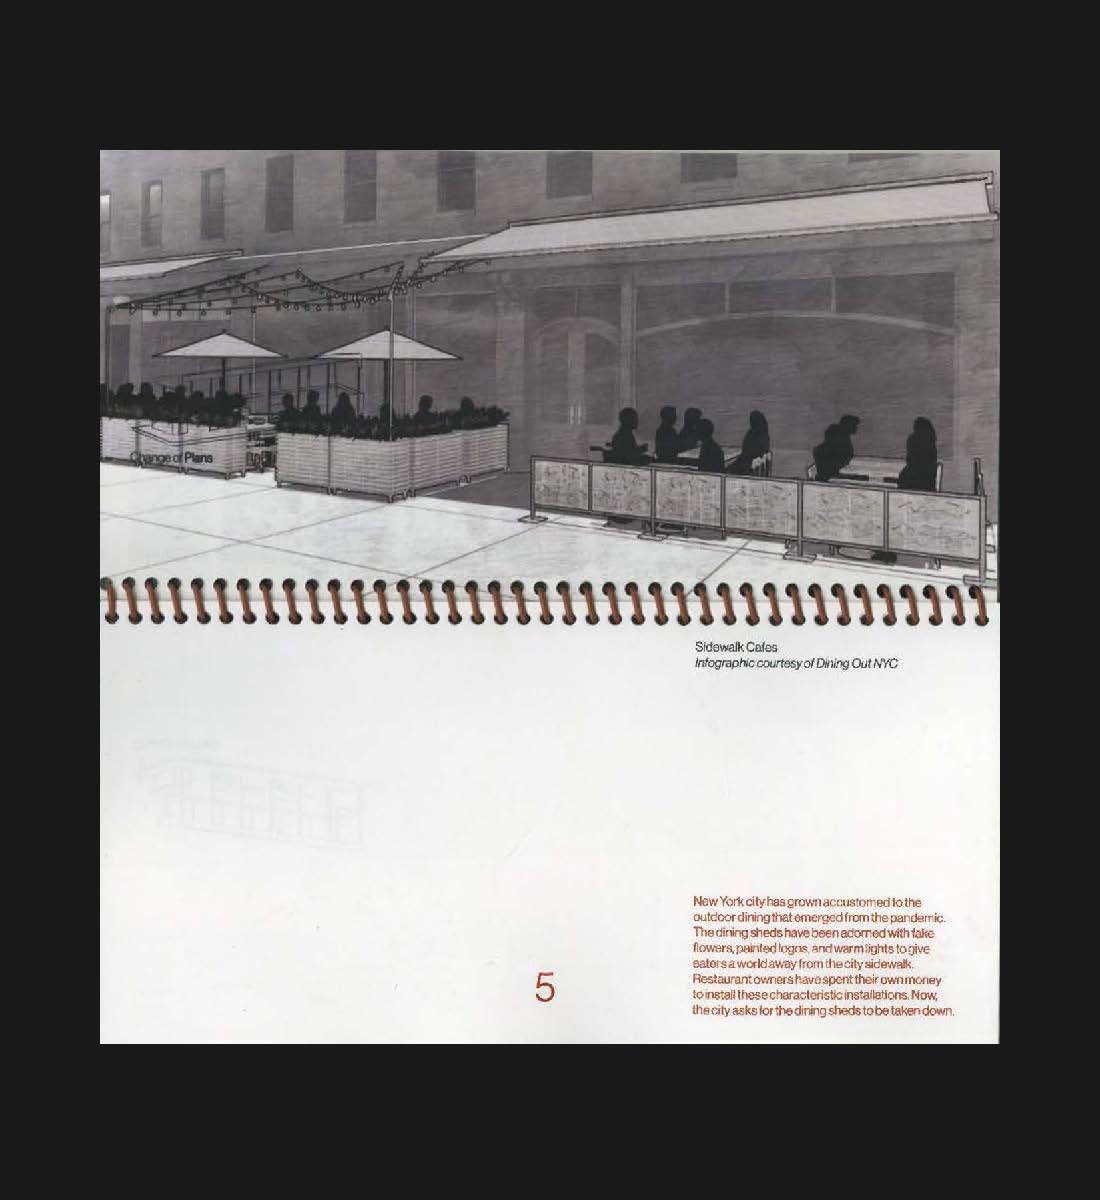 Change of Plans
Sidewalk Cafes
Infographic courtesy of Dining Out NYC
New York city has grown accustomed to the
outdoor dining that emerged from the pandemic.
The dining sheds have been adorned with fake
flowers, painted logos, and warm lights to give
eaters a world away from the city sidewalk.
Restaurant owners have spent their own money
to install these characteristic installations. Now,
the city asks for the dining sheds to be taken down.
5